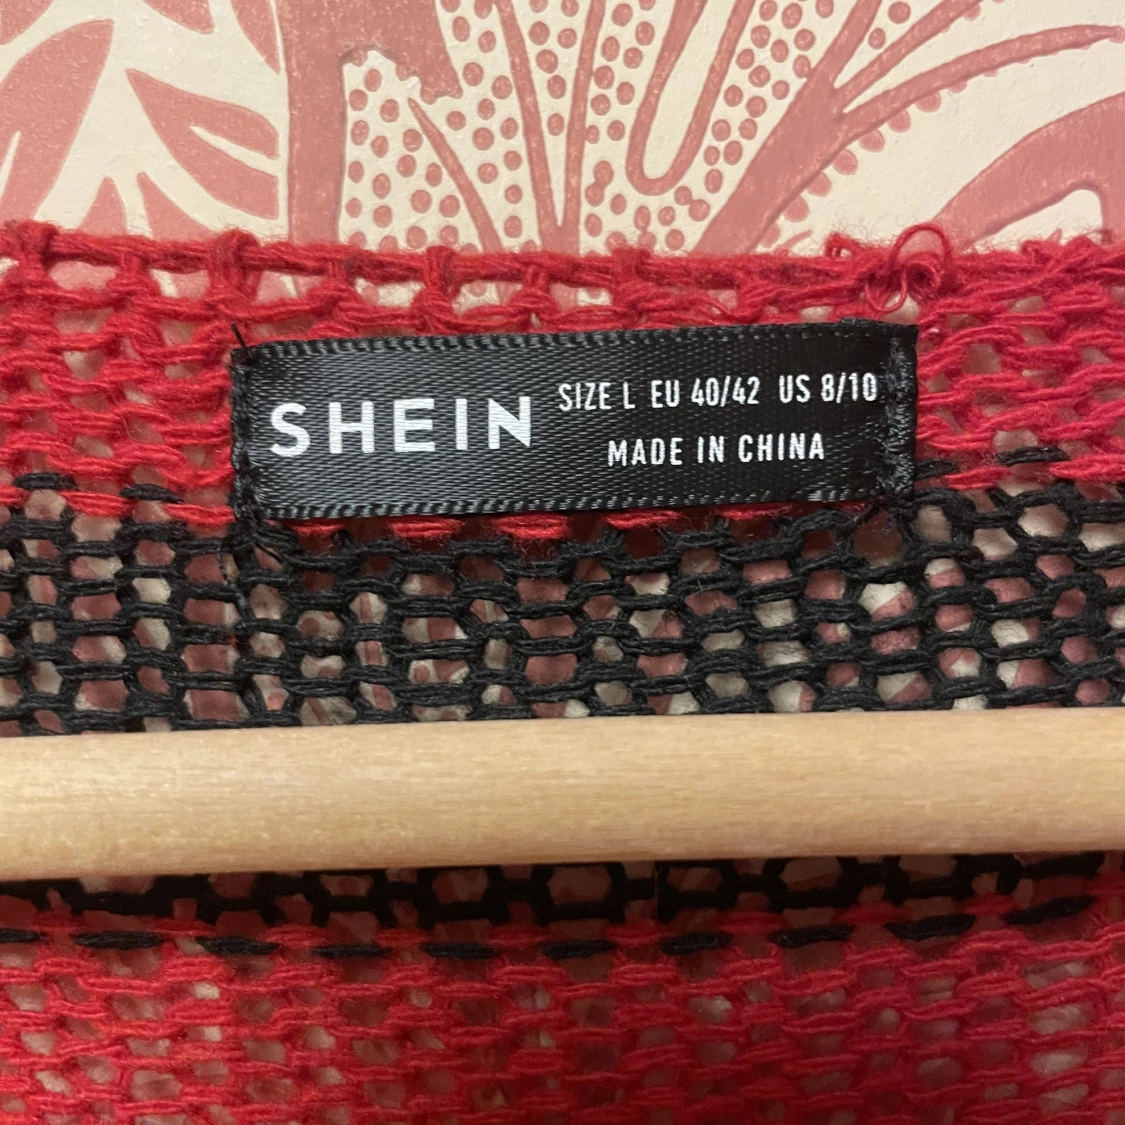 SHEIN
SIZE L EU 40/42 US 8/10
MADE IN CHINA